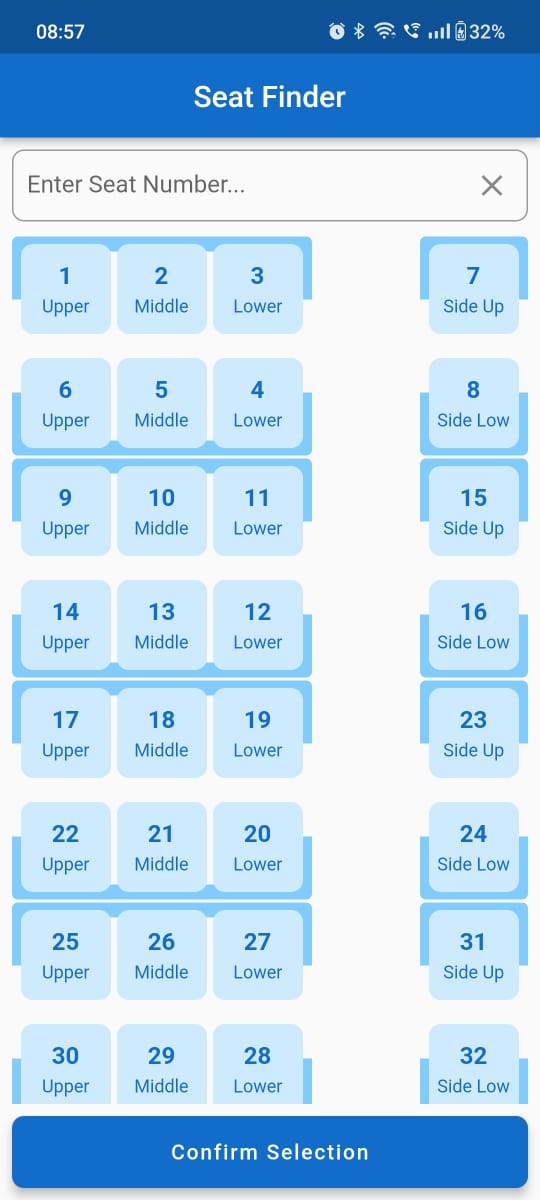 08:57 32%
Seat Finder
Enter Seat Number...
1 2 3 7
Upper Middle Lower Side Up
6 5 4 8
Upper Middle Lower Side Low
9 10 11 15
Upper Middle Lower Side Up
14 13 12 16
Upper Middle Lower Side Low
17 18 19 23
Upper Middle Lower Side Up
22 21 20 24
Upper Middle Lower Side Low
25 26 27 31
Upper Middle Lower Side Up
30 29 28 32
Upper Middle Lower Side Low
Confirm Selection